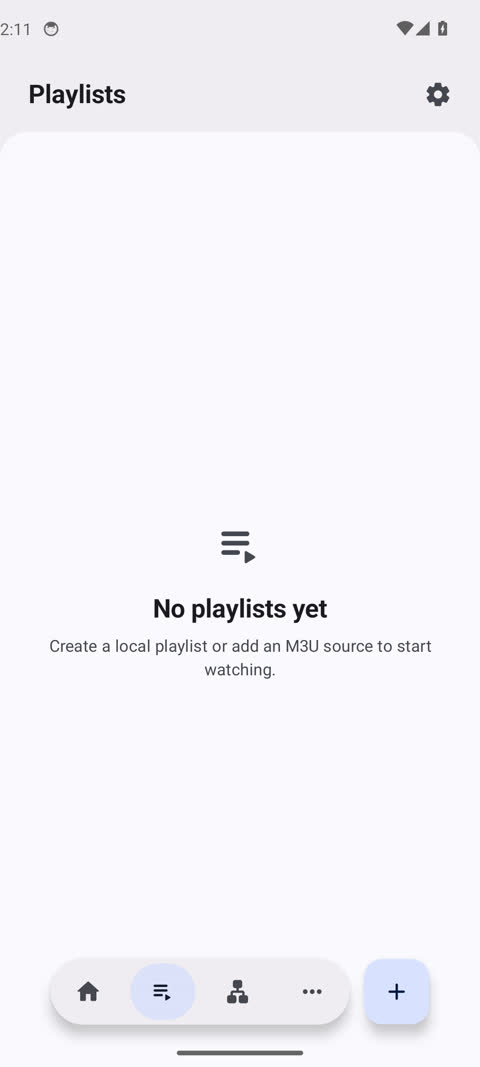 2:11
Playlists
No playlists yet
Create a local playlist or add an M3U source to start
watching.